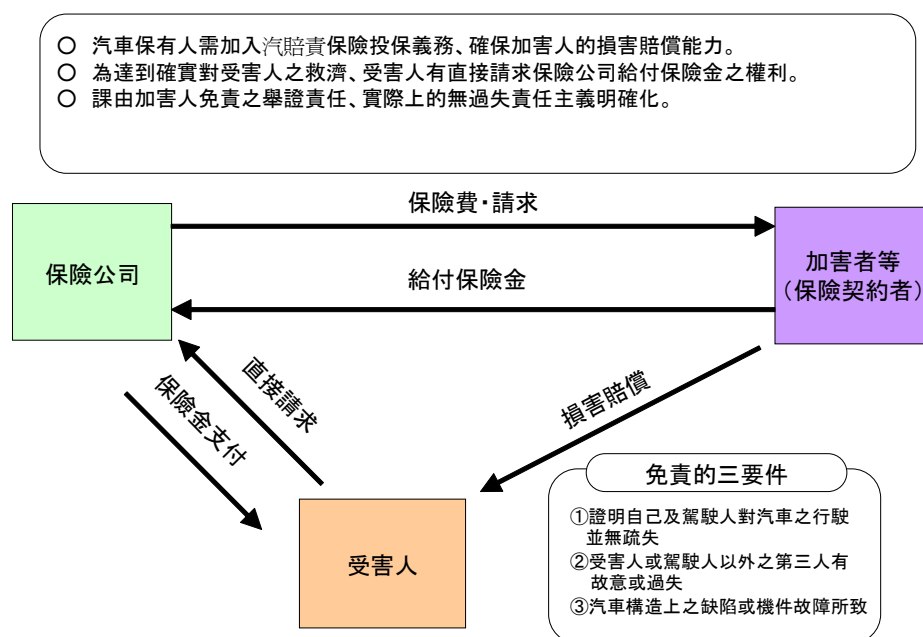 ○ 汽車保有人需加入汽賠責保險投保義務、確保加害人的損害賠償能力。
○ 為達到確實對受害人之救濟、受害人有直接請求保險公司給付保險金之權利。
○ 課由加害人免責之舉證責任、實際上的無過失責任主義明確化。
保險費・請求
保險公司
加害者等
（保險契約者）
給付保險金
直接請求
保險金支付
損害賠償
免責的三要件
①證明自己及駕駛人對汽車之行駛
並無疏失
②受害人或駕駛人以外之第三人有
故意或過失
③汽車構造上之缺陷或機件故障所致
受害人